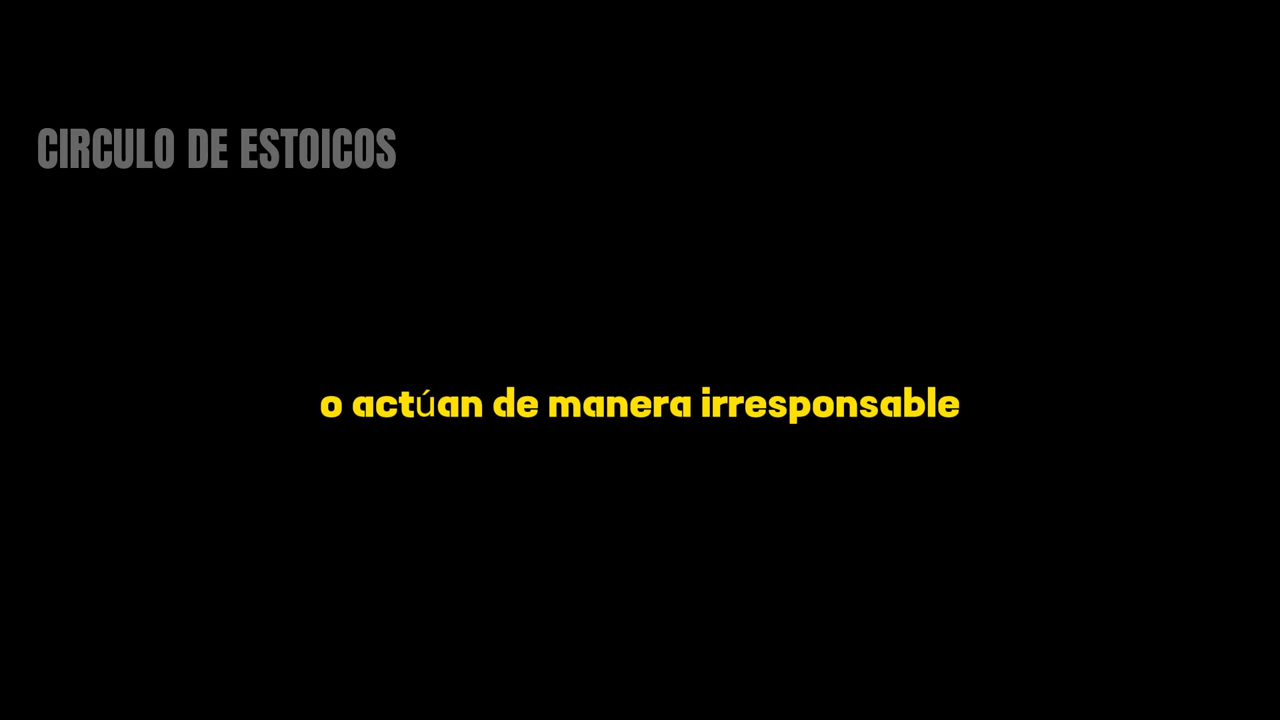 CIRCULO DE ESTOICOS
o actúan de manera irresponsable